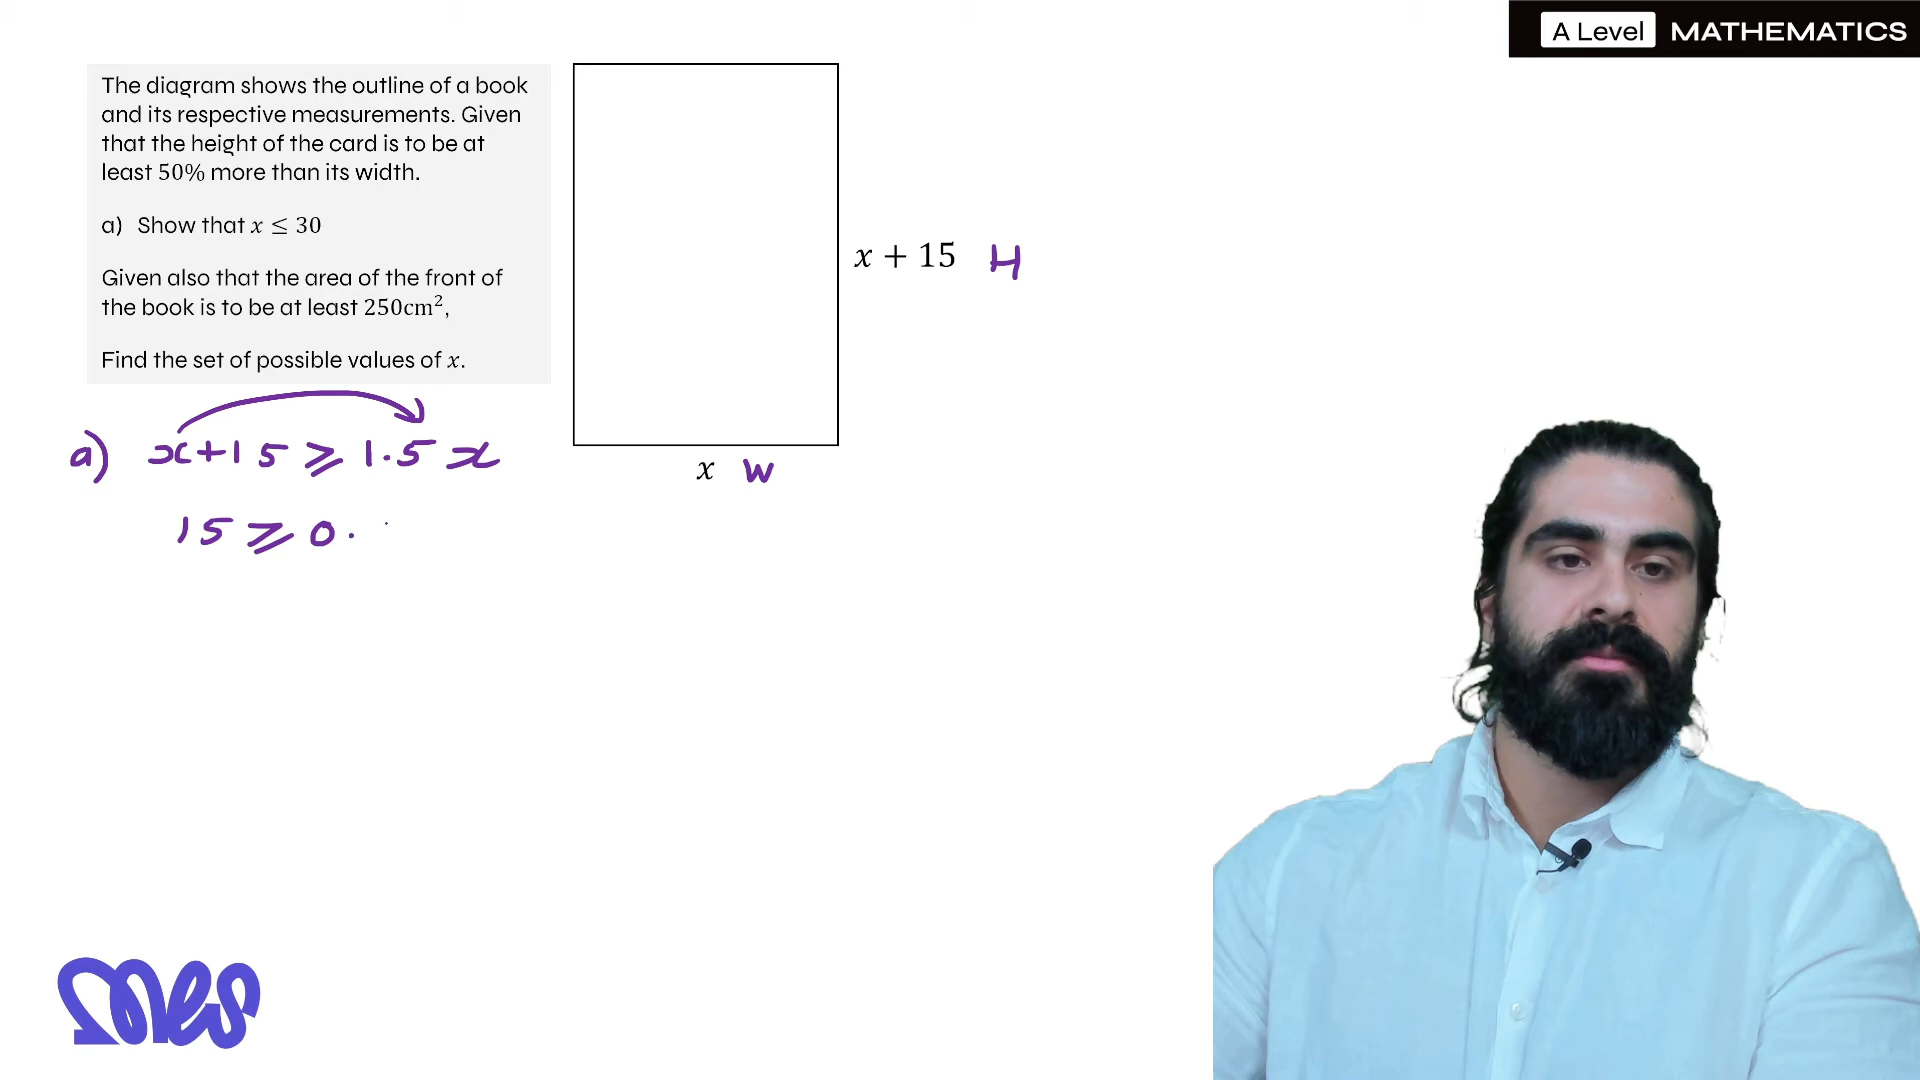 A Level MATHEMATICS
The diagram shows the outline of a book
and its respective measurements. Given
that the height of the card is to be at
least 50% more than its width.
a) Show that x ≤ 30
Given also that the area of the front of
the book is to be at least 250cm²,
Find the set of possible values of x.
x + 15 H
x W
a) x+15 ⩾ 1.5x
15 ⩾ 0.